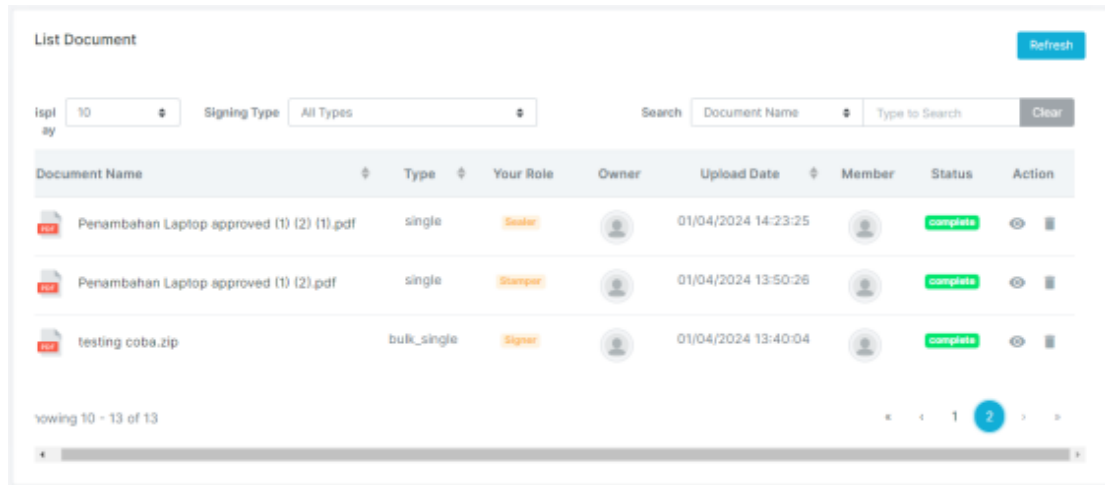 List Document
Refresh
ispl
ay
10
Signing Type
All Types
Search
Document Name
Type to Search
Clear
Document Name Type Your Role Owner Upload Date Member Status Action
PDF Penambahan Laptop approved (1) (2) (1).pdf single Sealer 01/04/2024 14:23:25 complete
PDF Penambahan Laptop approved (1) (2).pdf single Stamper 01/04/2024 13:50:26 complete
PDF testing coba.zip bulk_single Signer 01/04/2024 13:40:04 complete
howing 10 - 13 of 13
« ‹ 1 2 › »